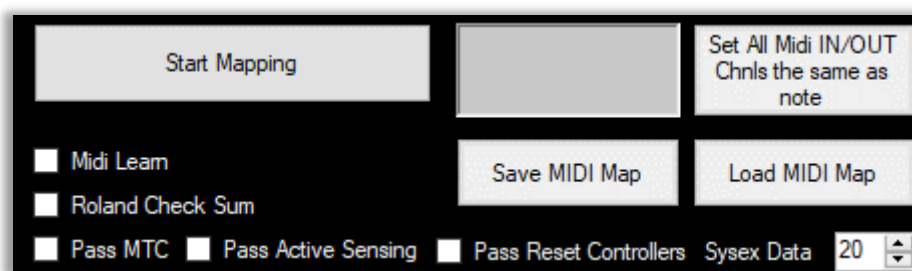 Start Mapping
Set All Midi IN/OUT
Chnls the same as
note
Midi Learn
Save MIDI Map
Load MIDI Map
Roland Check Sum
Pass MTC
Pass Active Sensing
Pass Reset Controllers
Sysex Data
20